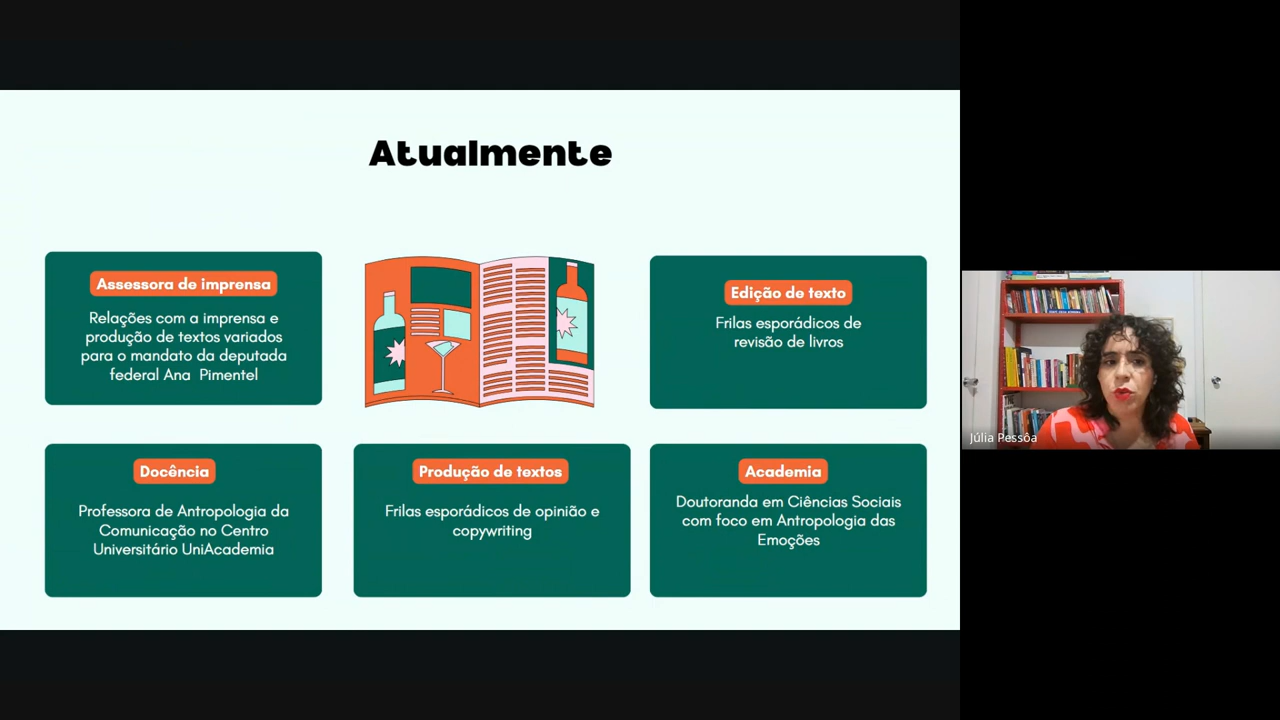 Atualmente
Assessora de imprensa
Relações com a imprensa e
produção de textos variados
para o mandato da deputada
federal Ana Pimentel
Edição de texto
Frilas esporádicos de
revisão de livros
Docência
Professora de Antropologia da
Comunicação no Centro
Universitário UniAcademia
Produção de textos
Frilas esporádicos de opinião e
copywriting
Academia
Doutoranda em Ciências Sociais
com foco em Antropologia das
Emoções
Júlia Pessôa